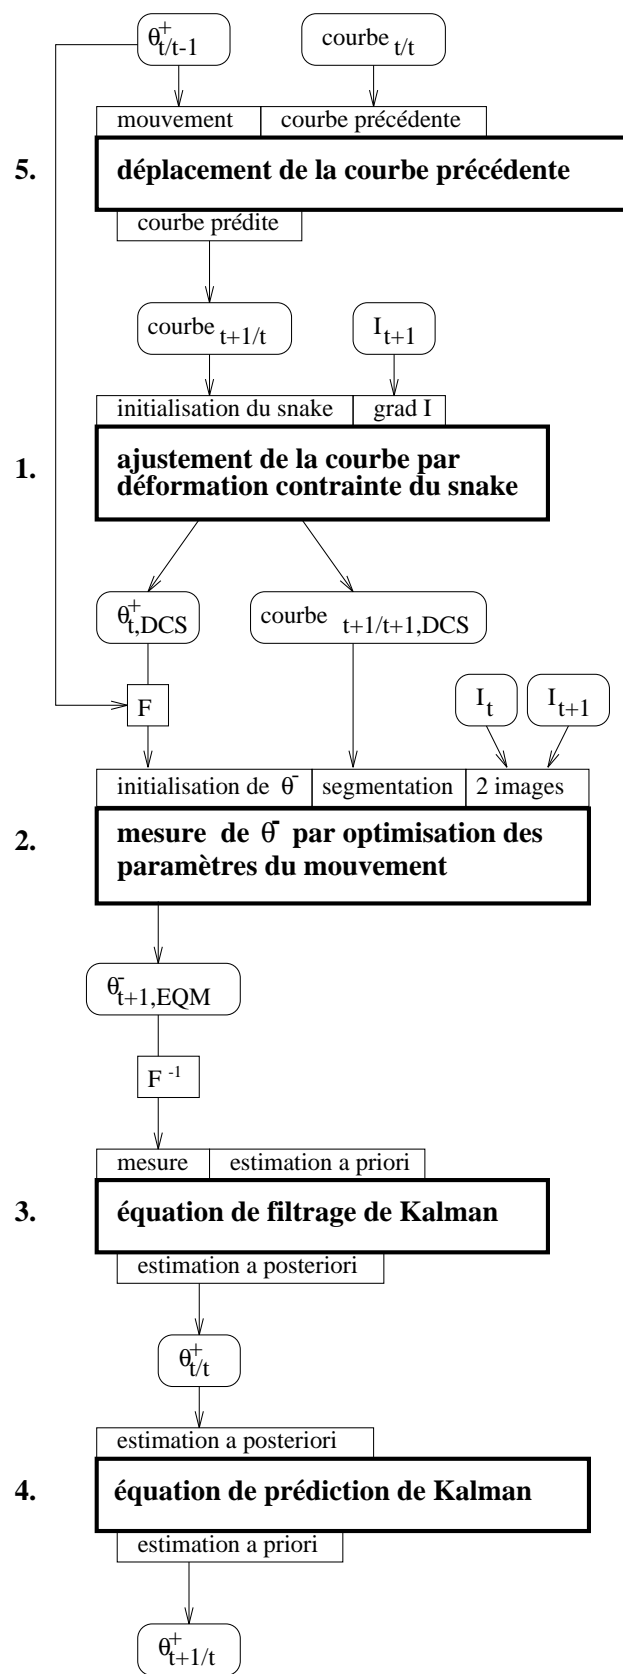 θ+t/t-1 courbe t/t
mouvement courbe précédente
5. déplacement de la courbe précédente
courbe prédite
courbe t+1/t It+1
initialisation du snake grad I
1. ajustement de la courbe par
déformation contrainte du snake
θ+t,DCS courbe t+1/t+1,DCS
F It It+1
initialisation de θ- segmentation 2 images
2. mesure de θ- par optimisation des
paramètres du mouvement
θ-t+1,EQM
F -1
mesure estimation a priori
3. équation de filtrage de Kalman
estimation a posteriori
θ+t/t
estimation a posteriori
4. équation de prédiction de Kalman
estimation a priori
θ+t+1/t